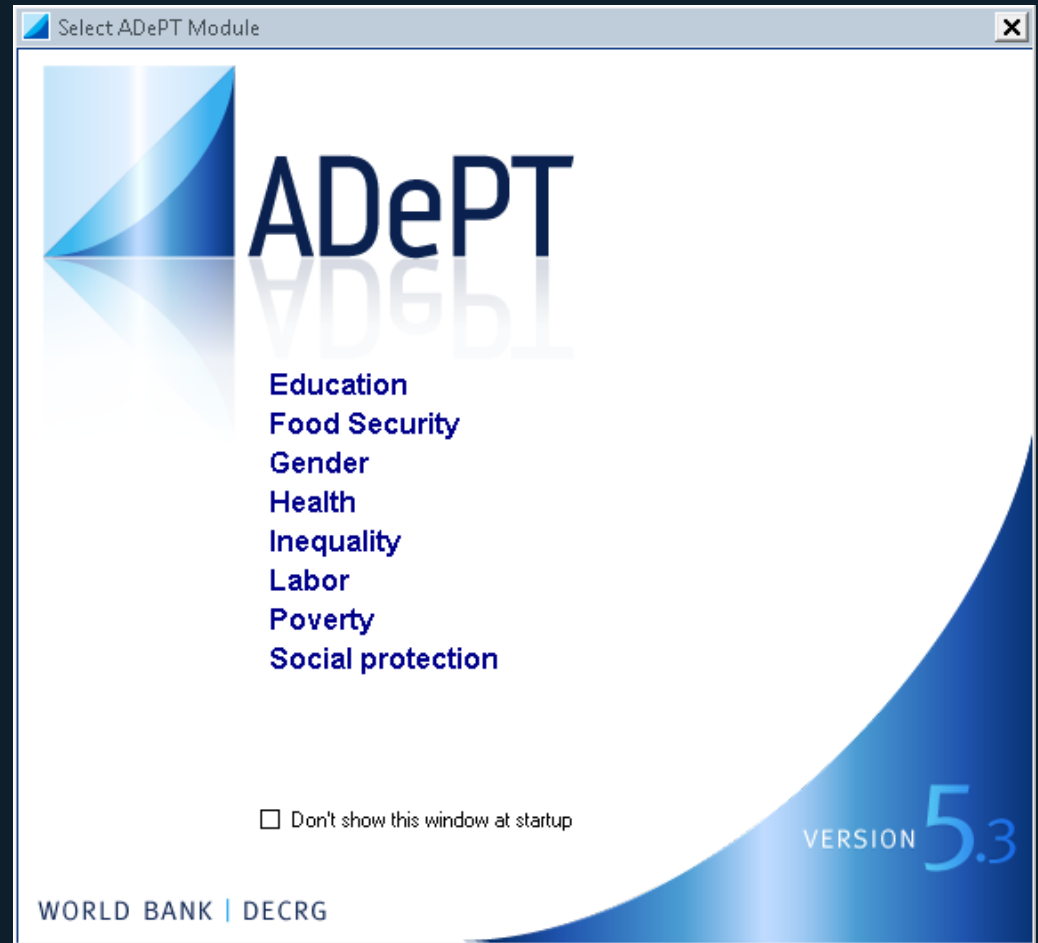 Select ADePT Module
ADePT
Education
Food Security
Gender
Health
Inequality
Labor
Poverty
Social protection
Don't show this window at startup
VERSION 5.3
WORLD BANK | DECRG